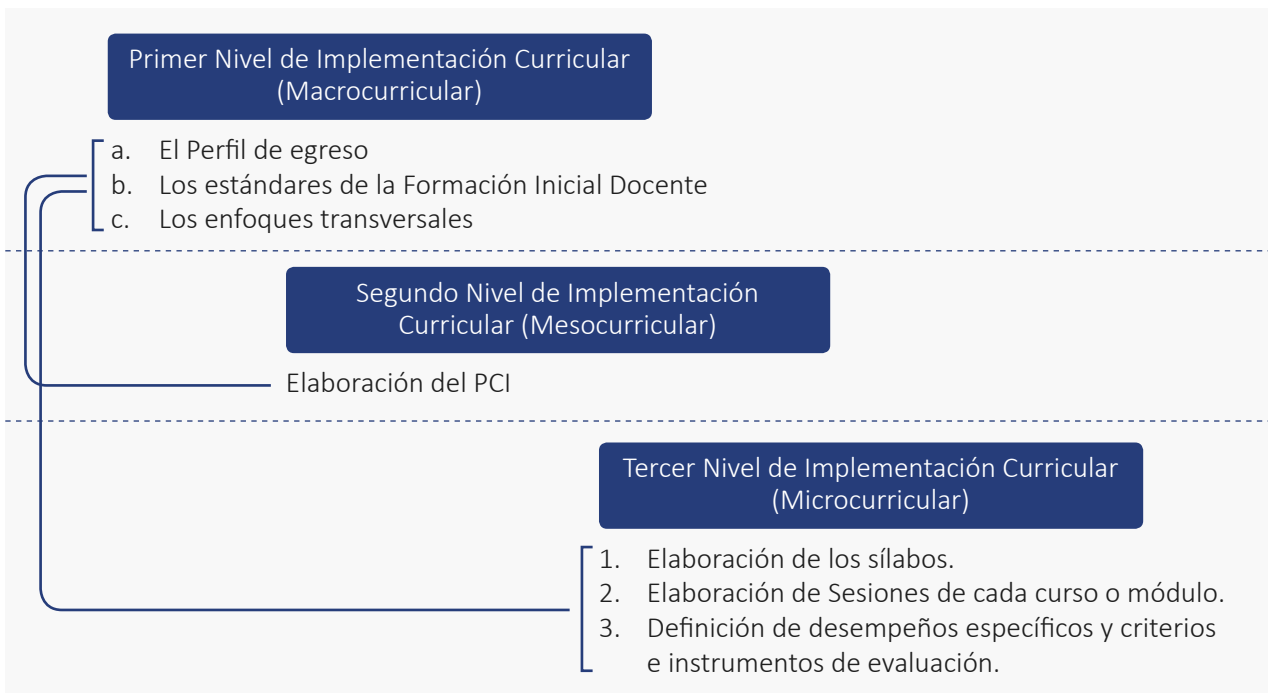 Primer Nivel de Implementación Curricular
(Macrocurricular)
a. El Perfil de egreso
b. Los estándares de la Formación Inicial Docente
c. Los enfoques transversales
Segundo Nivel de Implementación
Curricular (Mesocurricular)
Elaboración del PCI
Tercer Nivel de Implementación Curricular
(Microcurricular)
1. Elaboración de los sílabos.
2. Elaboración de Sesiones de cada curso o módulo.
3. Definición de desempeños específicos y criterios
e instrumentos de evaluación.